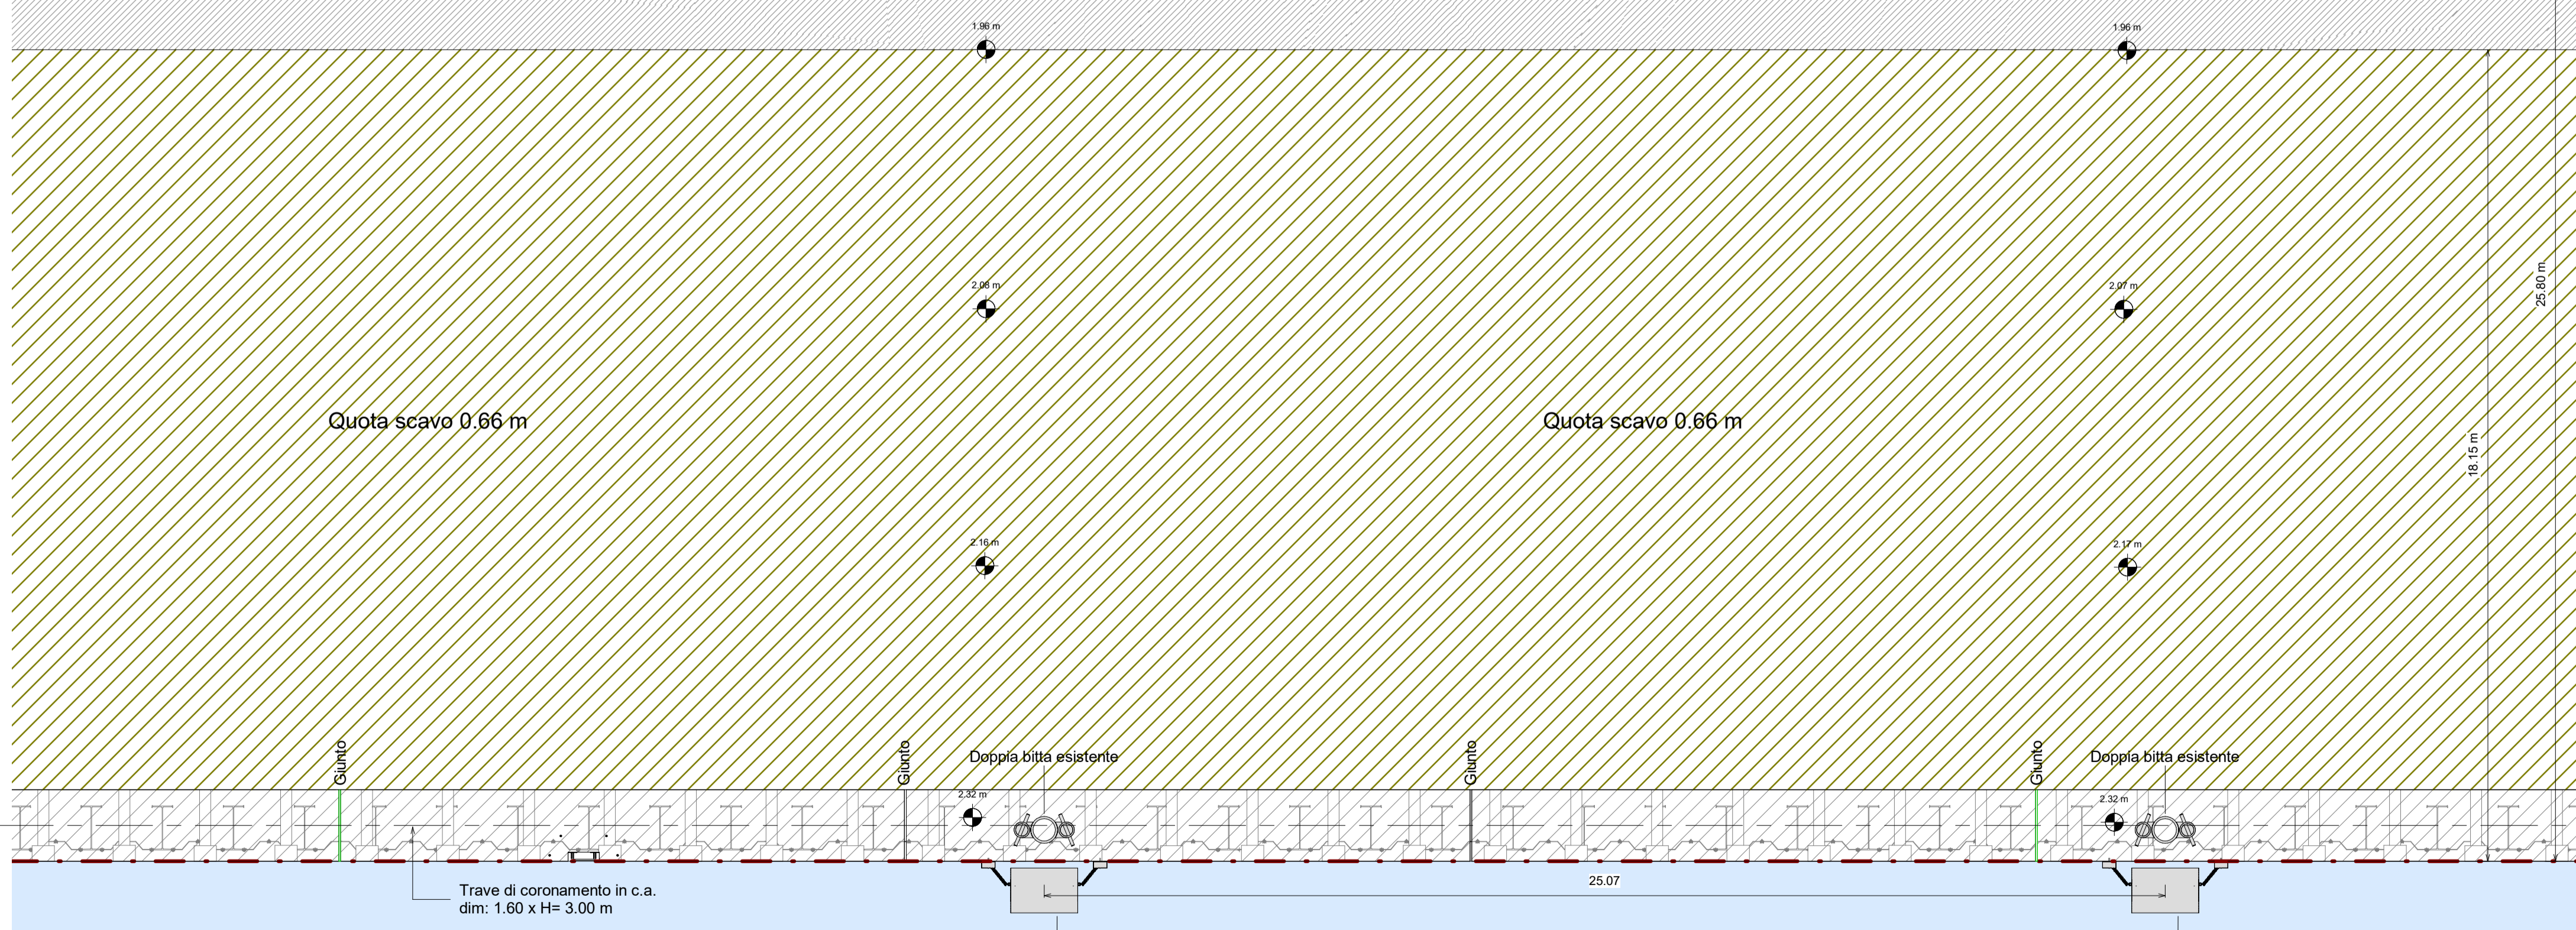 1.96 m
1.96 m
25.80 m
2.08 m
2.07 m
Quota scavo 0.66 m
Quota scavo 0.66 m
18.15 m
2.16 m
2.17 m
Giunto
Giunto
Doppia bitta esistente
Giunto
Giunto
Doppia bitta esistente
2.32 m
2.32 m
25.07
Trave di coronamento in c.a.
dim: 1.60 x H= 3.00 m